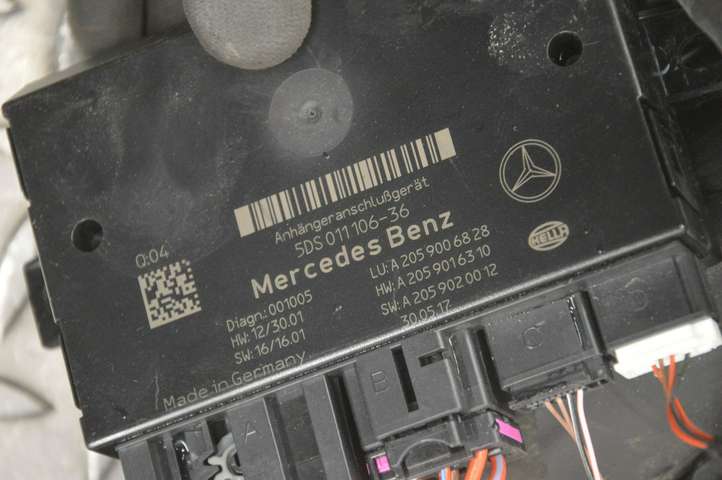 Anhängeranschlußgerät
5DS 011 106-36
Mercedes Benz
HELLA
Q:04
LU: A 205 900 68 28
HW: A 205 901 63 10
SW: A 205 902 00 12
30.05.17
Diagn.: 001005
HW: 12/30.01
SW: 16/16.01
Made in Germany
A
B
C
D